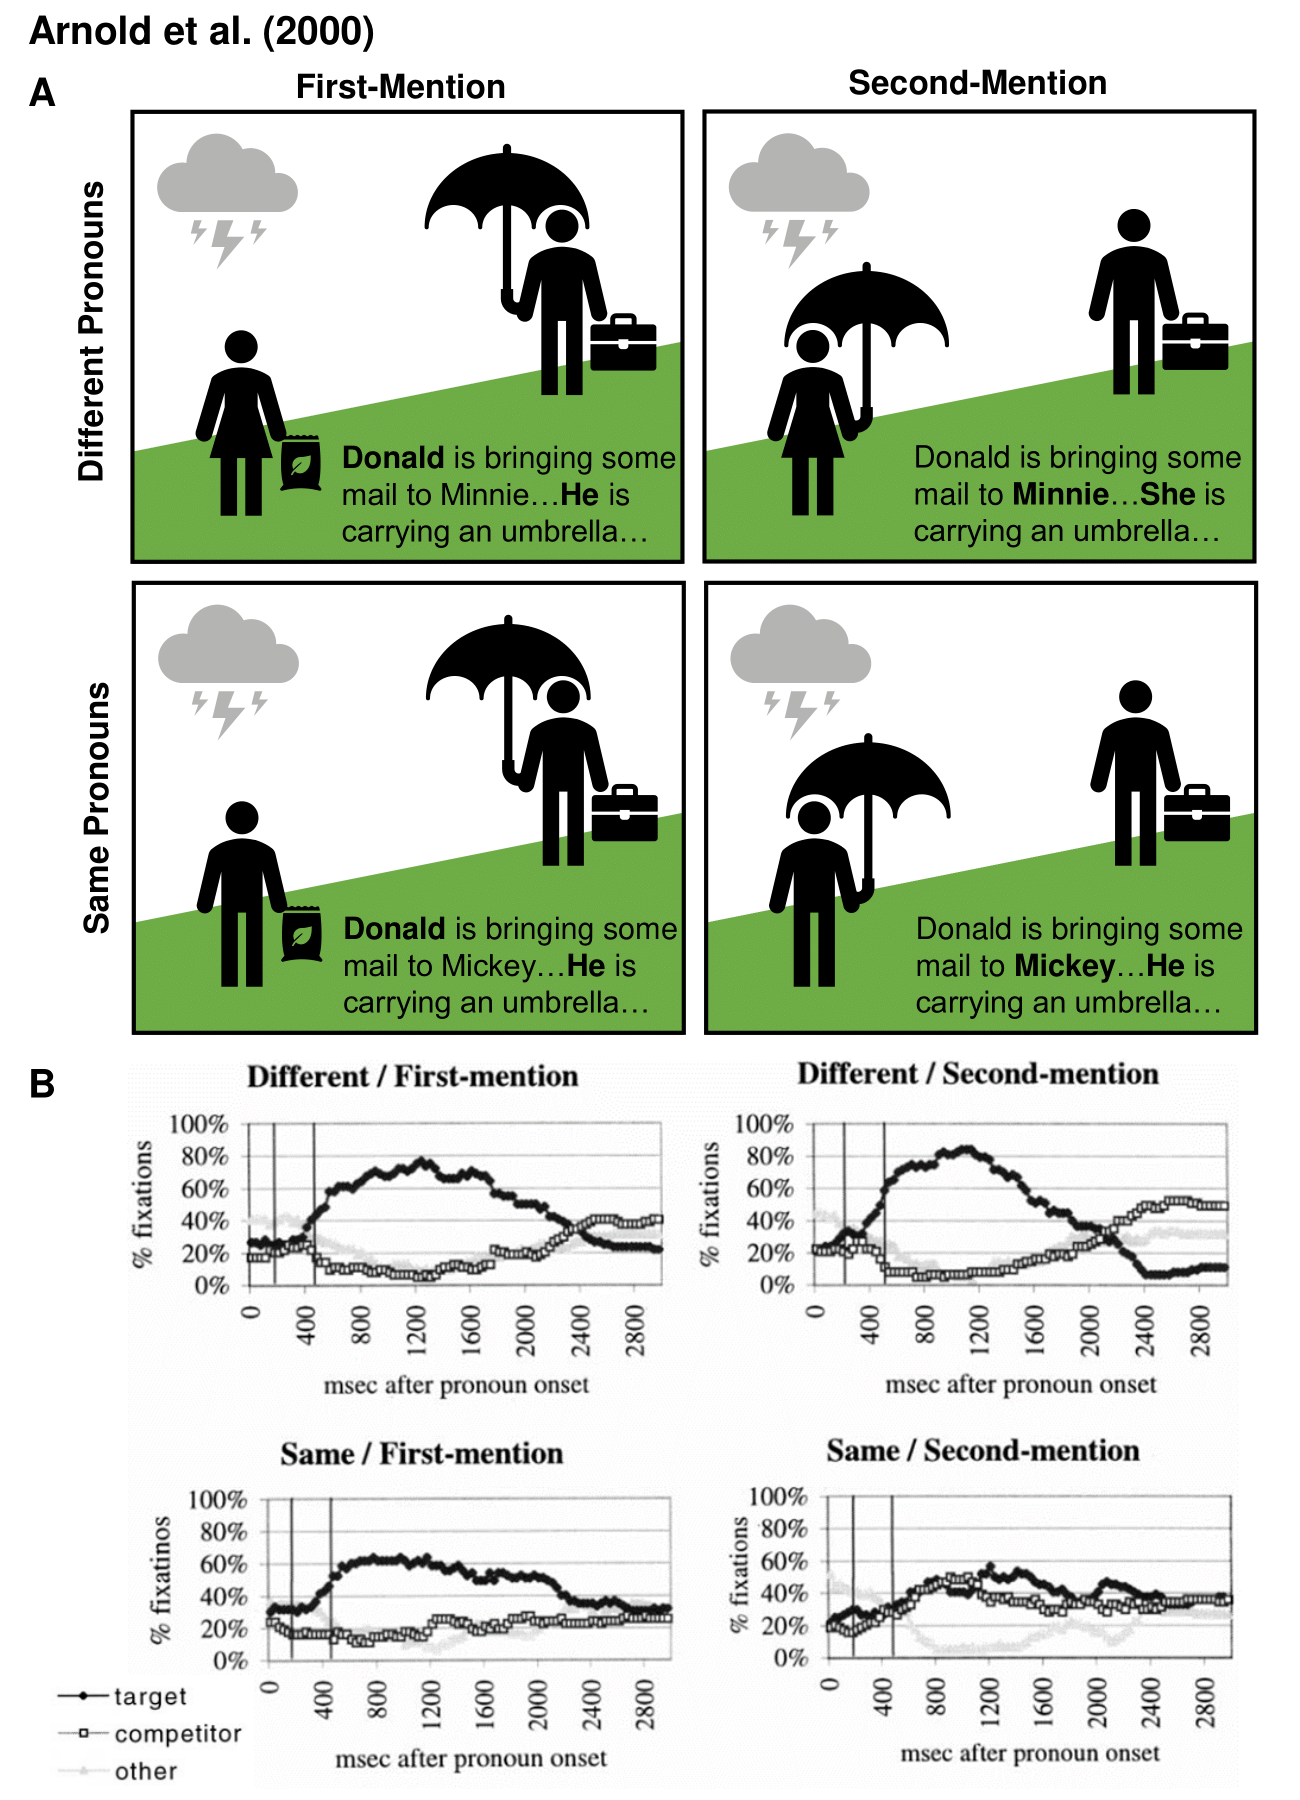 Arnold et al. (2000)
A
First-Mention
Second-Mention
Different Pronouns
Donald is bringing some
mail to Minnie…He is
carrying an umbrella…
Donald is bringing some
mail to Minnie…She is
carrying an umbrella…
Same Pronouns
Donald is bringing some
mail to Mickey…He is
carrying an umbrella…
Donald is bringing some
mail to Mickey…He is
carrying an umbrella…
B
Different / First-mention
% fixations
100%
80%
60%
40%
20%
0%
0 400 800 1200 1600 2000 2400 2800
msec after pronoun onset
Different / Second-mention
% fixations
100%
80%
60%
40%
20%
0%
0 400 800 1200 1600 2000 2400 2800
msec after pronoun onset
Same / First-mention
% fixatinos
100%
80%
60%
40%
20%
0%
0 400 800 1200 1600 2000 2400 2800
msec after pronoun onset
Same / Second-mention
% fixations
100%
80%
60%
40%
20%
0%
0 400 800 1200 1600 2000 2400 2800
msec after pronoun onset
target
competitor
other